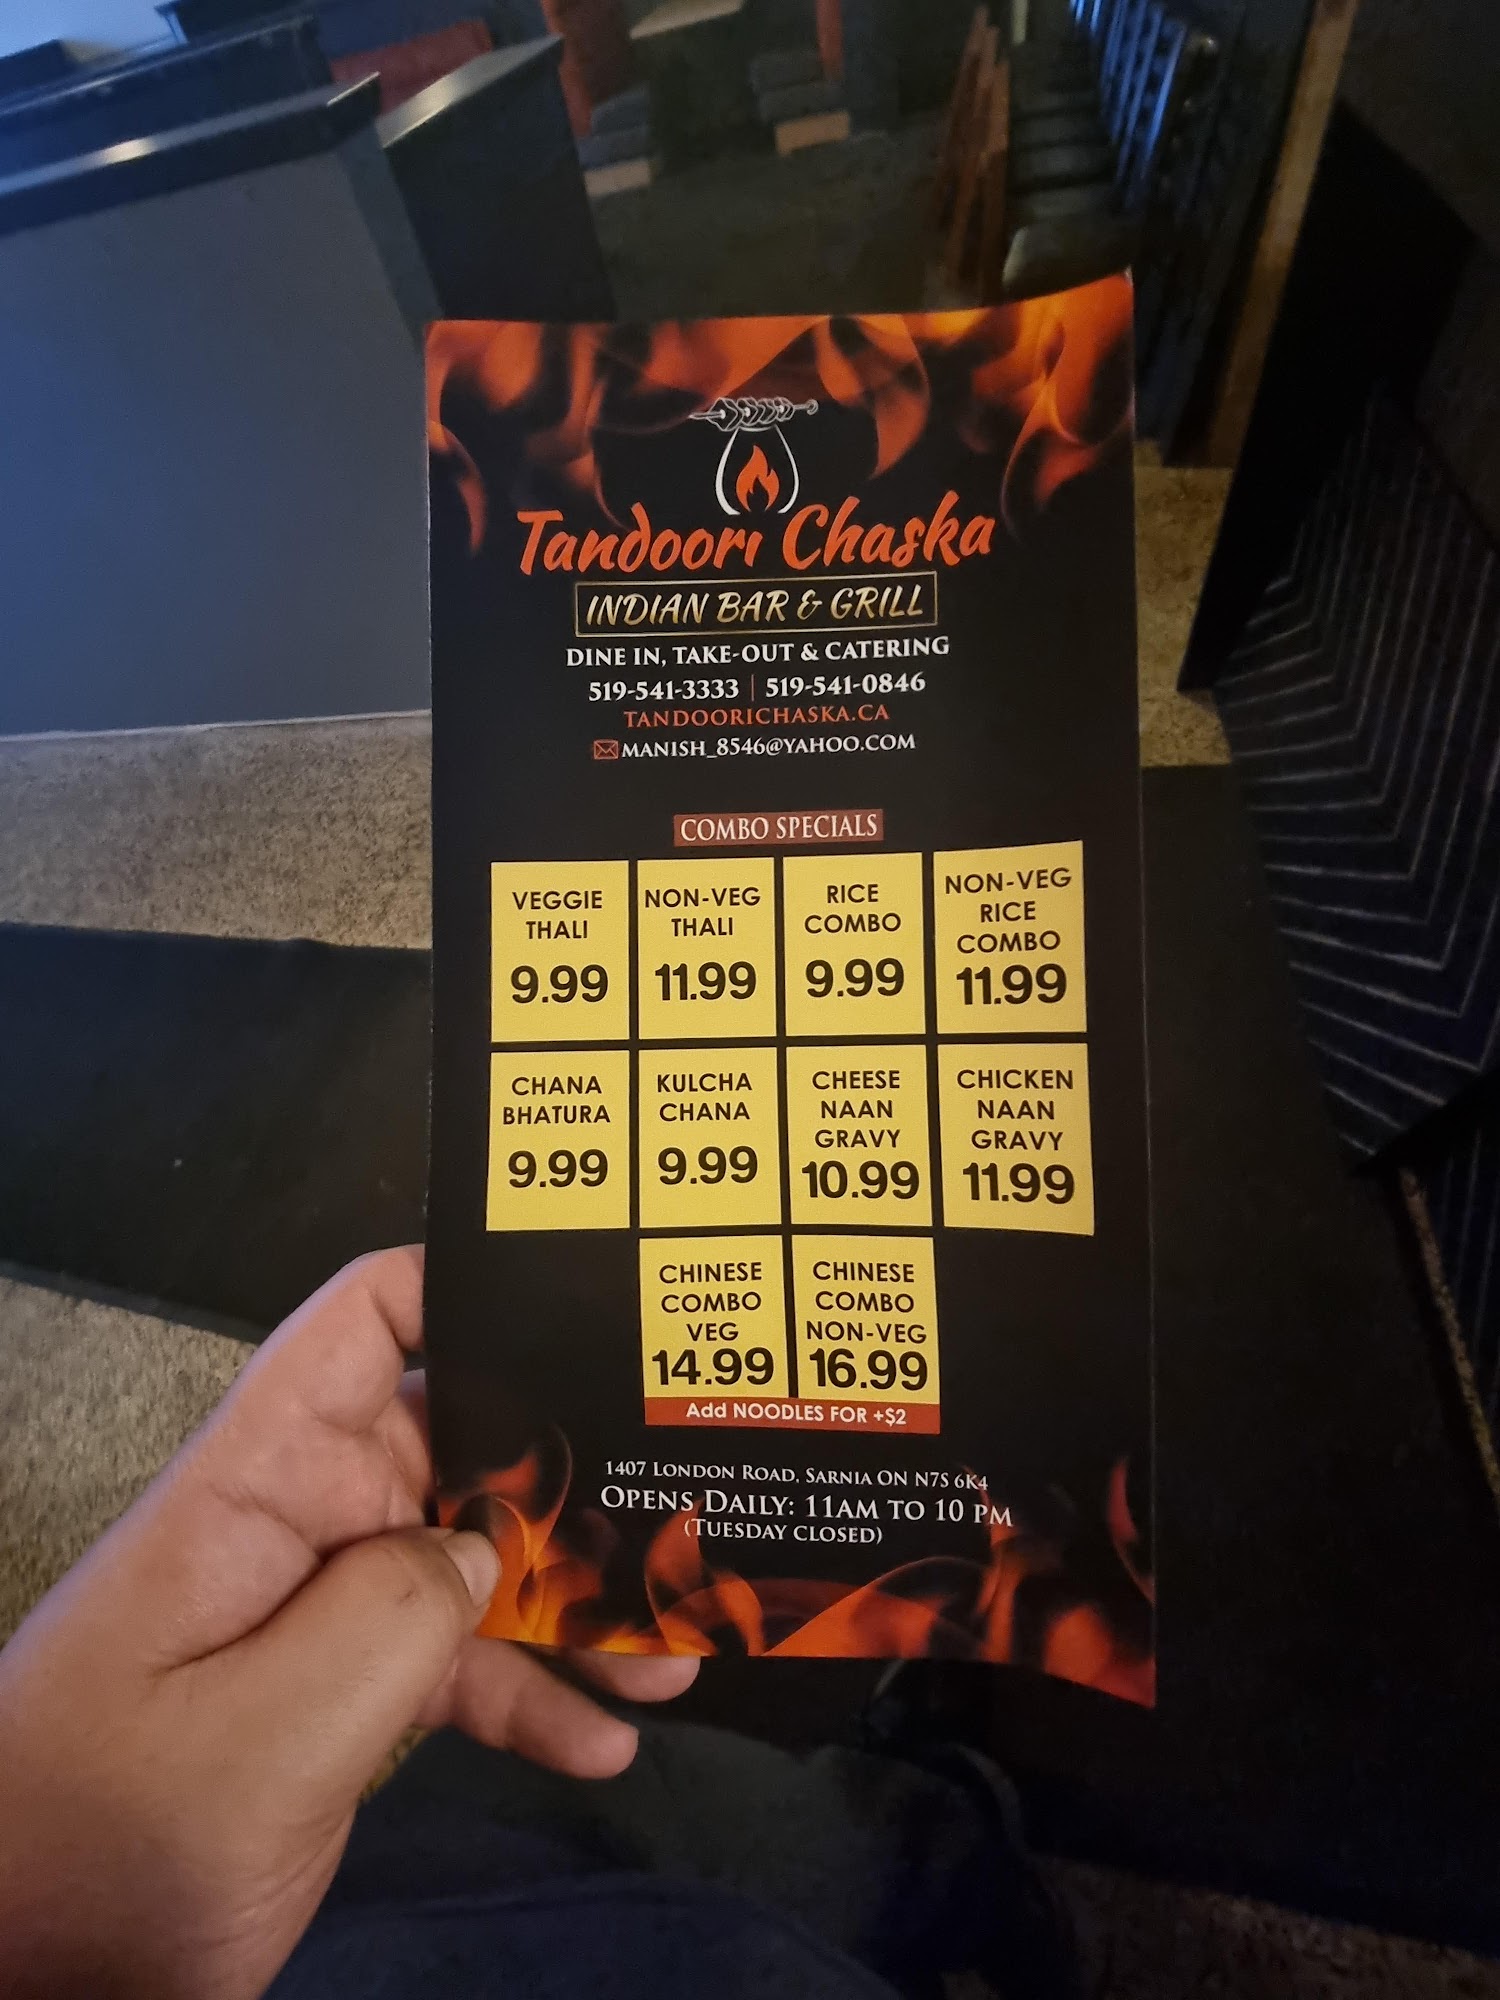 Tandoori Chaska
INDIAN BAR & GRILL
DINE IN, TAKE-OUT & CATERING
519-541-3333 | 519-541-0846
TANDOORICHASKA.CA
MANISH_8546@YAHOO.COM
COMBO SPECIALS
VEGGIE
THALI
9.99
NON-VEG
THALI
11.99
RICE
COMBO
9.99
NON-VEG
RICE
COMBO
11.99
CHANA
BHATURA
9.99
KULCHA
CHANA
9.99
CHEESE
NAAN
GRAVY
10.99
CHICKEN
NAAN
GRAVY
11.99
CHINESE
COMBO
VEG
14.99
CHINESE
COMBO
NON-VEG
16.99
Add NOODLES FOR +$2
1407 LONDON ROAD, SARNIA ON N7S 6K4
OPENS DAILY: 11AM TO 10 PM
(TUESDAY CLOSED)